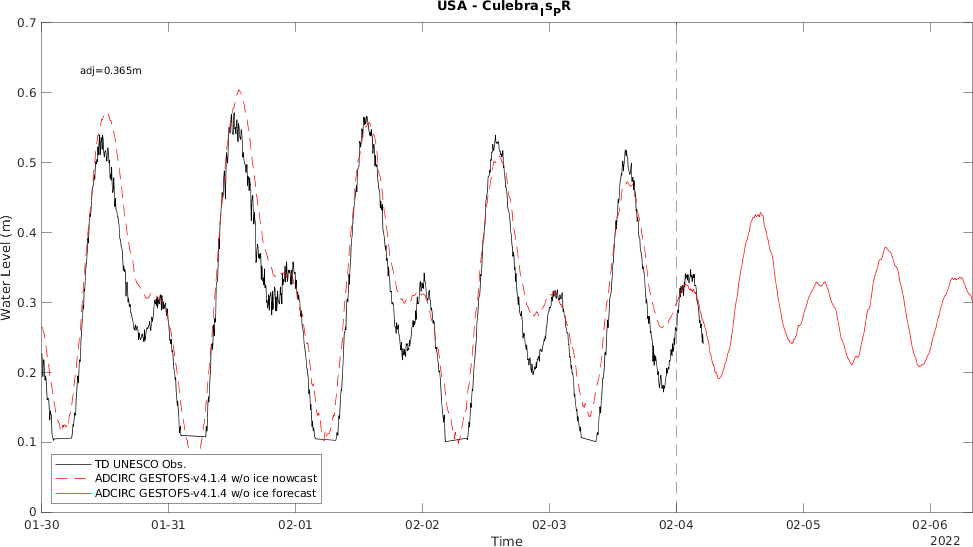 USA - CulebraIsPR
0.7
adj=0.365m
0.6
0.5
0.4
0.3
0.2
0.1
0
Water Level (m)
TD UNESCO Obs.
ADCIRC GESTOFS-v4.1.4 w/o ice nowcast
ADCIRC GESTOFS-v4.1.4 w/o ice forecast
01-30 01-31 02-01 02-02 02-03 02-04 02-05 02-06
Time 2022